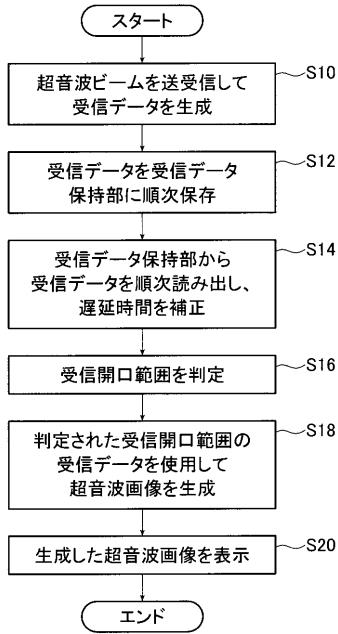 スタート
超音波ビームを送受信して
受信データを生成
S10
受信データを受信データ
保持部に順次保存
S12
受信データ保持部から
受信データを順次読み出し、
遅延時間を補正
S14
受信開口範囲を判定
S16
判定された受信開口範囲の
受信データを使用して
超音波画像を生成
S18
生成した超音波画像を表示
S20
エンド